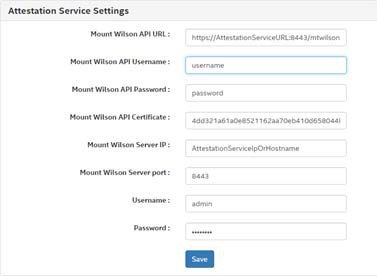 Attestation Service Settings
Mount Wilson API URL : https://AttestationServiceURL:8443/mtwilson
Mount Wilson API Username : username
Mount Wilson API Password : password
Mount Wilson API Certificate : 4dd321a61a0e8521162aa70eb410d658044l
Mount Wilson Server IP : AttestationServiceIpOrHostname
Mount Wilson Server port : 8443
Username : admin
Password : ••••••••
Save